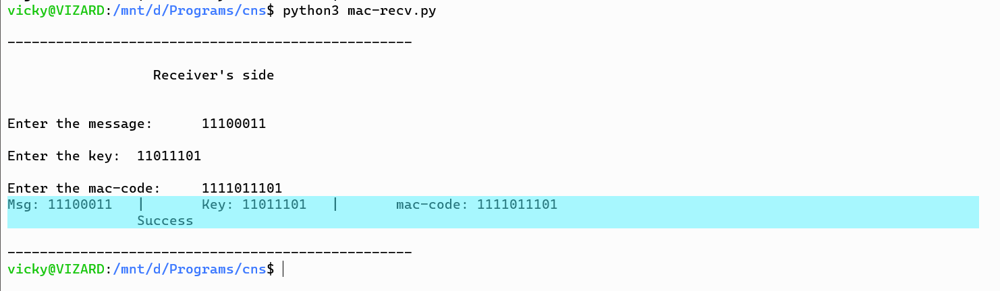 vicky@VIZARD:/mnt/d/Programs/cns$ python3 mac-recv.py
--------------------------------------------------
Receiver's side
Enter the message: 11100011
Enter the key: 11011101
Enter the mac-code: 1111011101
Msg: 11100011 | Key: 11011101 | mac-code: 1111011101
Success
--------------------------------------------------
vicky@VIZARD:/mnt/d/Programs/cns$